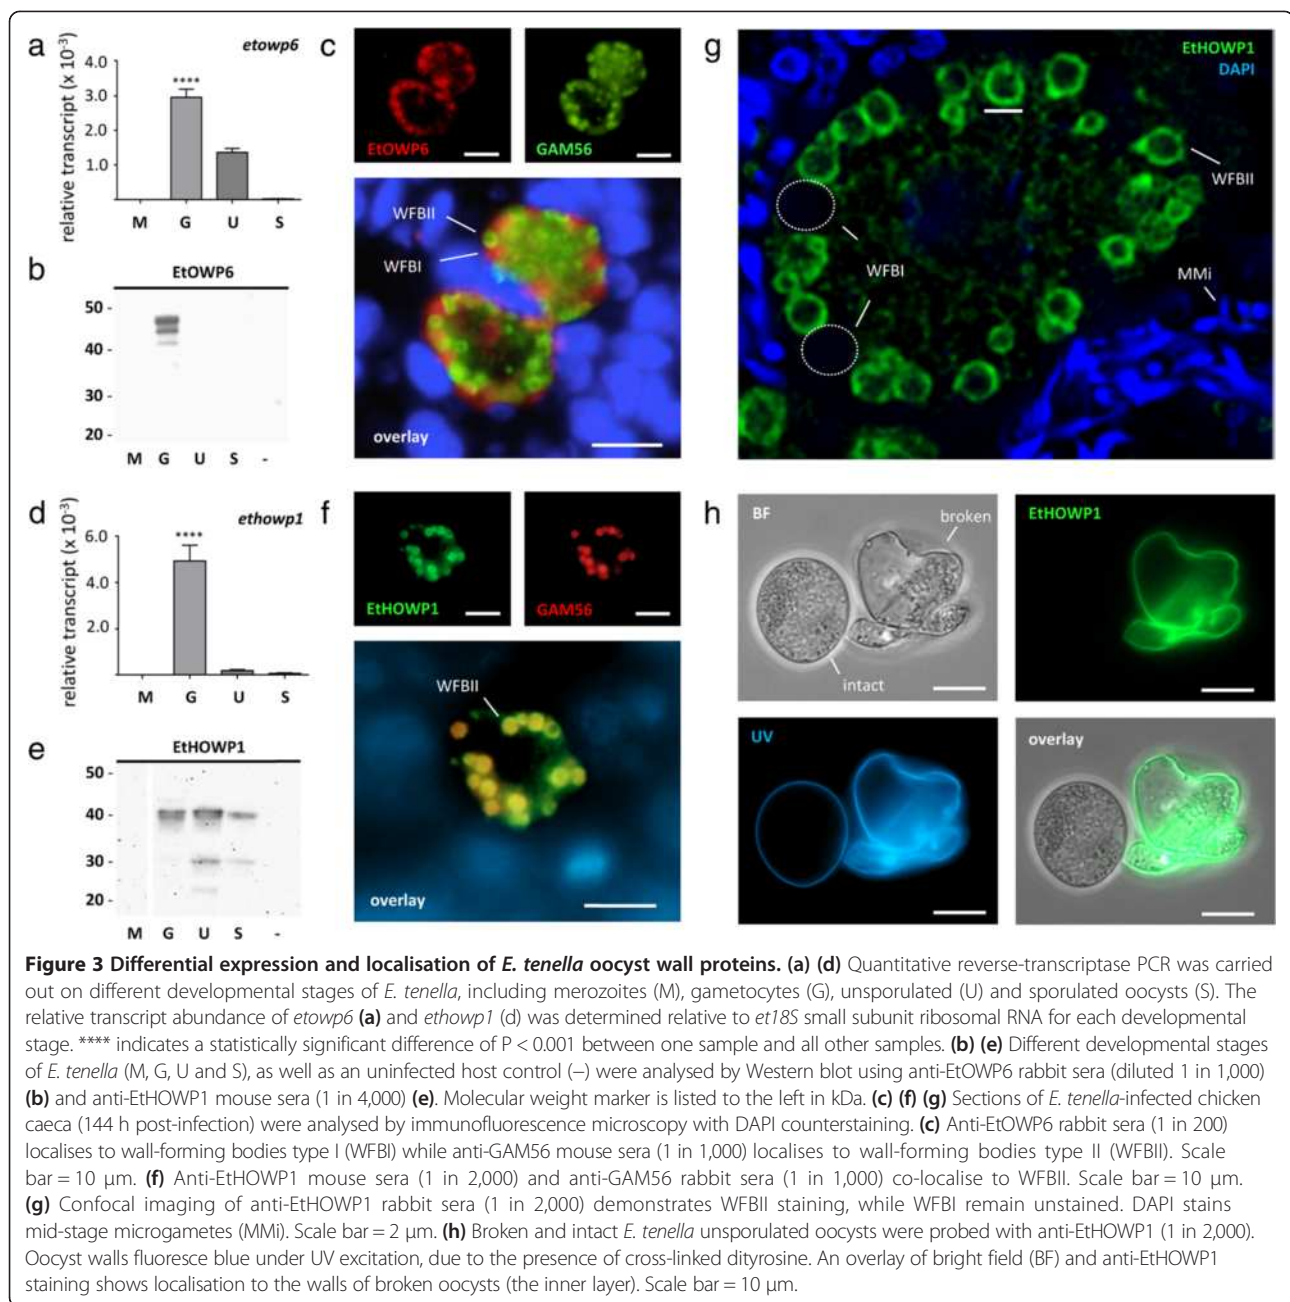 a
etowp6
relative transcript (x 10⁻³)
4.0
3.0
2.0
1.0
****
M G U S
b
EtOWP6
50 -
40 -
30 -
20 -
M G U S -
c
EtOWP6
GAM56
WFBII
WFBI
overlay
g
EtHOWP1
DAPI
WFBII
WFBI
MMi
d
ethowp1
relative transcript (x 10⁻³)
6.0
4.0
2.0
****
M G U S
e
EtHOWP1
50 -
40 -
30 -
20 -
M G U S -
f
EtHOWP1
GAM56
WFBII
overlay
h
BF
broken
intact
EtHOWP1
UV
overlay
Figure 3 Differential expression and localisation of E. tenella oocyst wall proteins. (a) (d) Quantitative reverse-transcriptase PCR was carried
out on different developmental stages of E. tenella, including merozoites (M), gametocytes (G), unsporulated (U) and sporulated oocysts (S). The
relative transcript abundance of etowp6 (a) and ethowp1 (d) was determined relative to et18S small subunit ribosomal RNA for each developmental
stage. **** indicates a statistically significant difference of P < 0.001 between one sample and all other samples. (b) (e) Different developmental stages
of E. tenella (M, G, U and S), as well as an uninfected host control (−) were analysed by Western blot using anti-EtOWP6 rabbit sera (diluted 1 in 1,000)
(b) and anti-EtHOWP1 mouse sera (1 in 4,000) (e). Molecular weight marker is listed to the left in kDa. (c) (f) (g) Sections of E. tenella-infected chicken
caeca (144 h post-infection) were analysed by immunofluorescence microscopy with DAPI counterstaining. (c) Anti-EtOWP6 rabbit sera (1 in 200)
localises to wall-forming bodies type I (WFBI) while anti-GAM56 mouse sera (1 in 1,000) localises to wall-forming bodies type II (WFBII). Scale
bar = 10 μm. (f) Anti-EtHOWP1 mouse sera (1 in 2,000) and anti-GAM56 rabbit sera (1 in 1,000) co-localise to WFBII. Scale bar = 10 μm.
(g) Confocal imaging of anti-EtHOWP1 rabbit sera (1 in 2,000) demonstrates WFBII staining, while WFBI remain unstained. DAPI stains
mid-stage microgametes (MMi). Scale bar = 2 μm. (h) Broken and intact E. tenella unsporulated oocysts were probed with anti-EtHOWP1 (1 in 2,000).
Oocyst walls fluoresce blue under UV excitation, due to the presence of cross-linked dityrosine. An overlay of bright field (BF) and anti-EtHOWP1
staining shows localisation to the walls of broken oocysts (the inner layer). Scale bar = 10 μm.